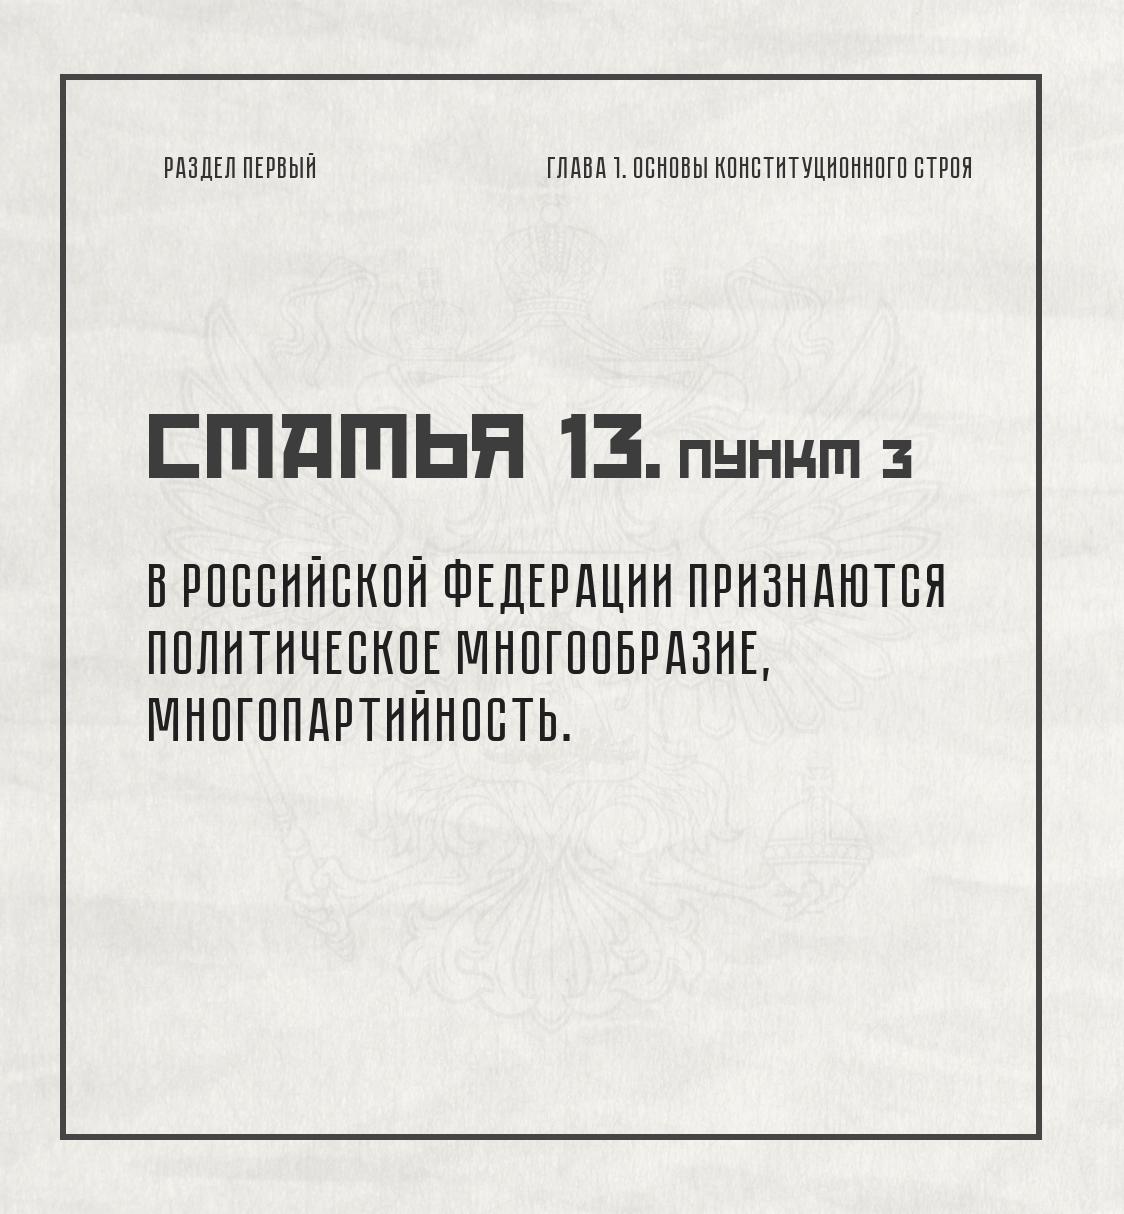 РАЗДЕЛ ПЕРВЫЙ
ГЛАВА 1. ОСНОВЫ КОНСТИТУЦИОННОГО СТРОЯ
СТАТЬЯ 13. ПУНКТ 3
В РОССИЙСКОЙ ФЕДЕРАЦИИ ПРИЗНАЮТСЯ
ПОЛИТИЧЕСКОЕ МНОГООБРАЗИЕ,
МНОГОПАРТИЙНОСТЬ.